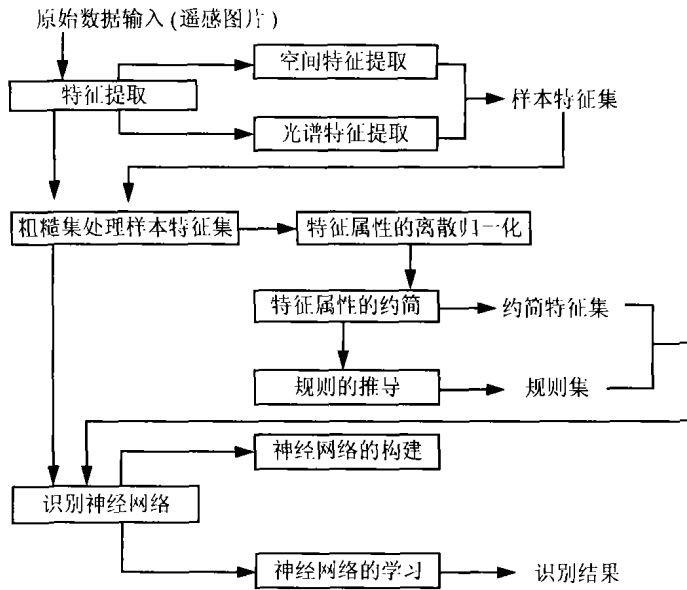 原始数据输入(遥感图片)
空间特征提取
特征提取
样本特征集
光谱特征提取
粗糙集处理样本特征集
特征属性的离散归一化
特征属性的约简
约简特征集
规则的推导
规则集
神经网络的构建
识别神经网络
神经网络的学习
识别结果